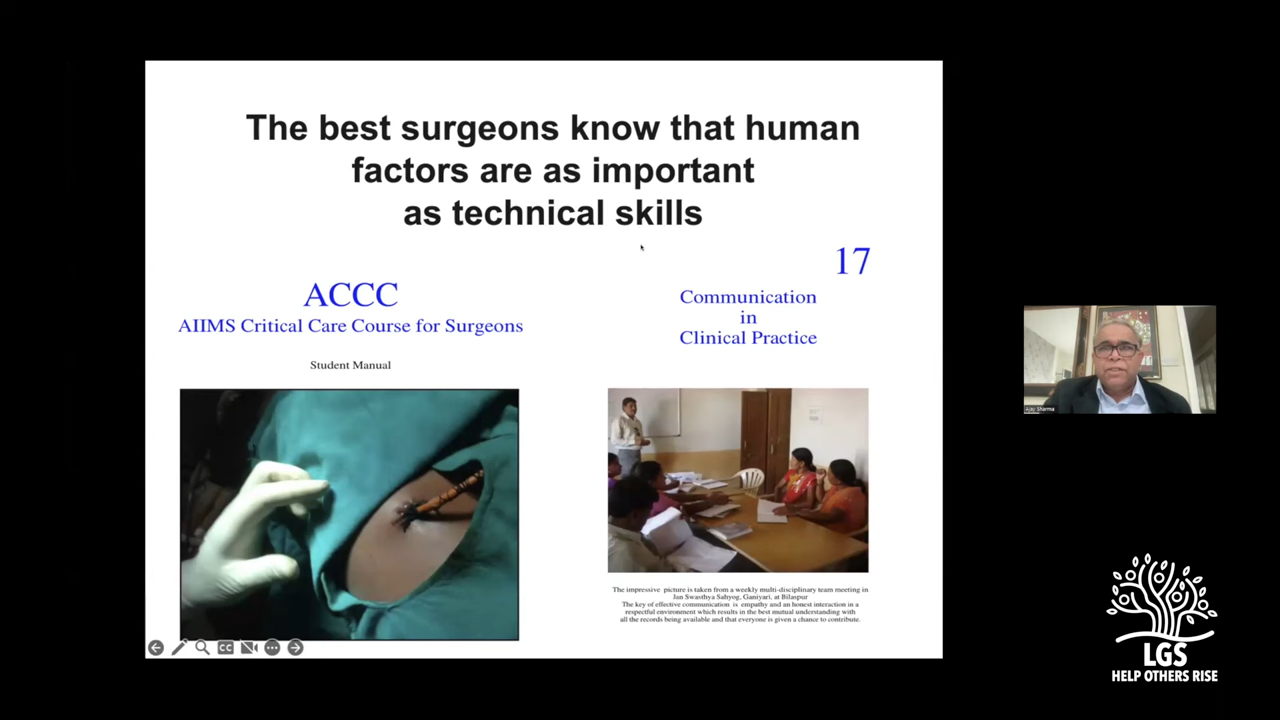 The best surgeons know that human
factors are as important
as technical skills
17
ACCC
AIIMS Critical Care Course for Surgeons
Student Manual
Communication
in
Clinical Practice
The impressive picture is taken from a weekly multi-disciplinary team meeting in
Jan Swasthya Sahyog, Ganiyari, at Bilaspur
The key of effective communication is empathy and an honest interaction in a
respectful environment which results in the best mutual understanding with
all the records being available and that everyone is given a chance to contribute.
CC
Ajay Sharma
LGS
HELP OTHERS RISE